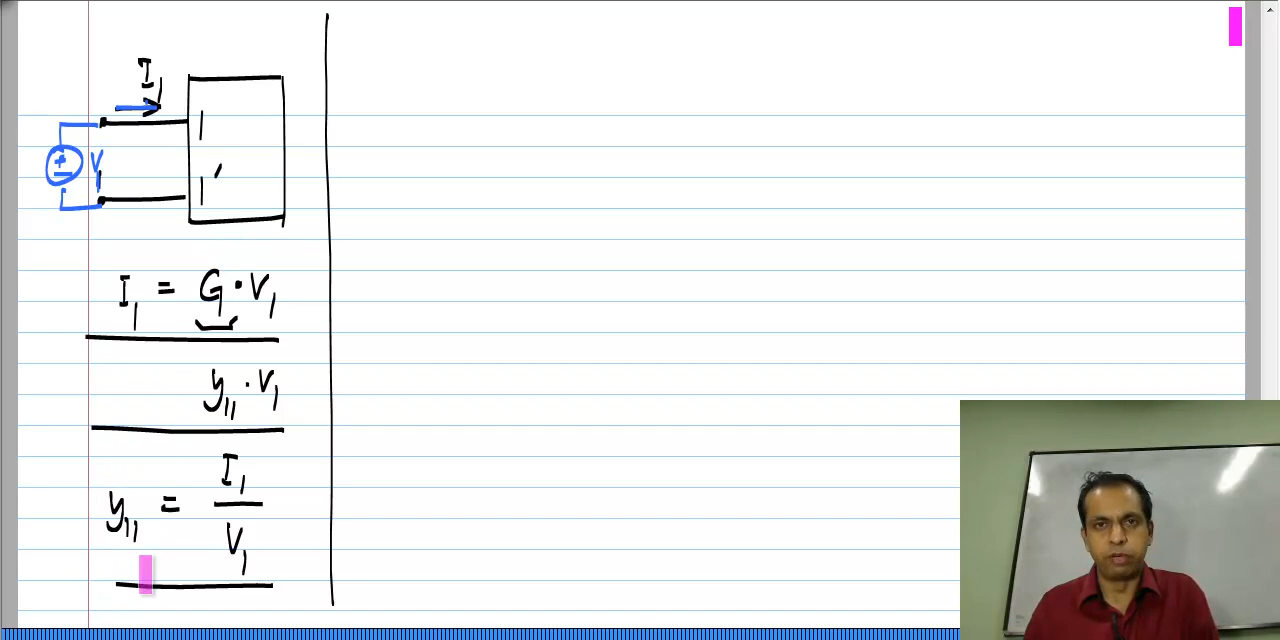 I₁
+
V₁
−
1
1'
I₁ = G · V₁
y₁₁ · V₁
y₁₁ = I₁ / V₁